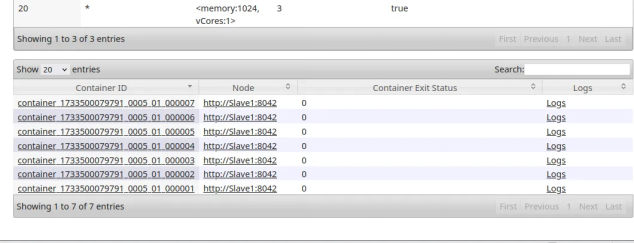 20 * <memory:1024, 3 true
vCores:1>
Showing 1 to 3 of 3 entries First Previous 1 Next Last
Show 20 entries Search:
Container ID Node Container Exit Status Logs
container_1733500079791_0005_01_000007 http://Slave1:8042 0 Logs
container_1733500079791_0005_01_000006 http://Slave1:8042 0 Logs
container_1733500079791_0005_01_000005 http://Slave1:8042 0 Logs
container_1733500079791_0005_01_000004 http://Slave1:8042 0 Logs
container_1733500079791_0005_01_000003 http://Slave1:8042 0 Logs
container_1733500079791_0005_01_000002 http://Slave1:8042 0 Logs
container_1733500079791_0005_01_000001 http://Slave1:8042 0 Logs
Showing 1 to 7 of 7 entries First Previous 1 Next Last